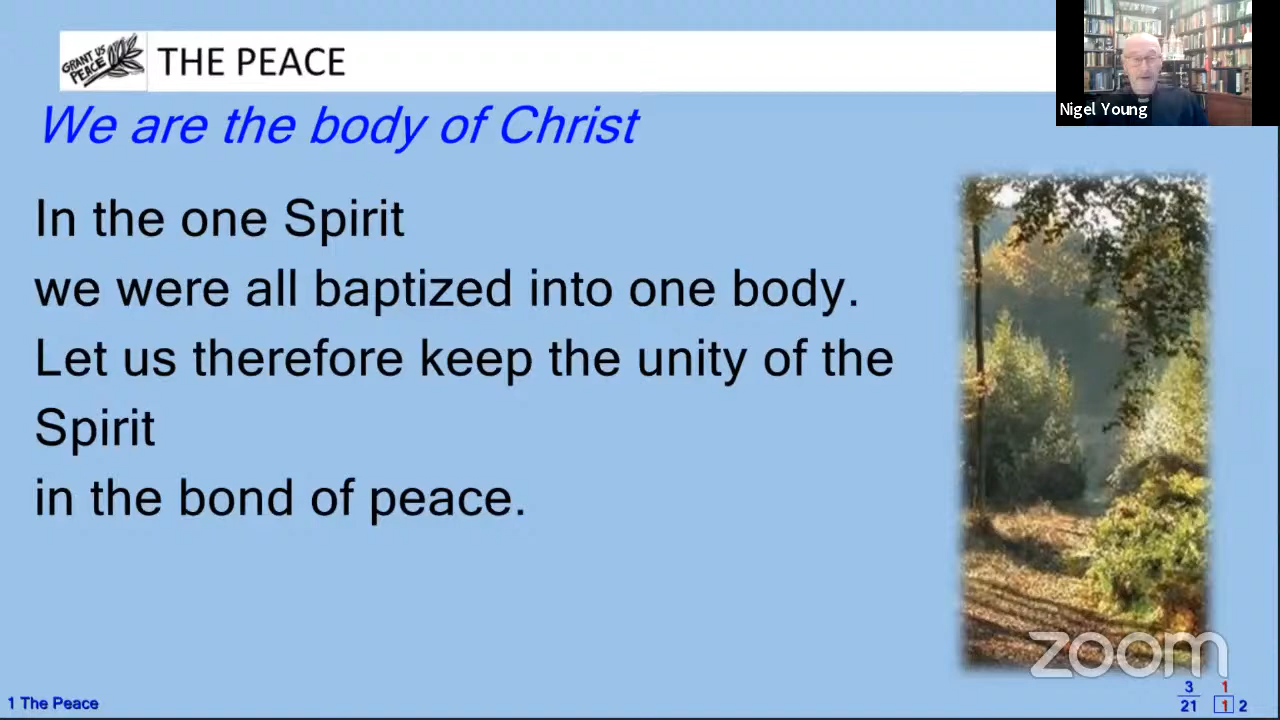 GRANT US
PEACE
THE PEACE
Nigel Young
We are the body of Christ
In the one Spirit
we were all baptized into one body.
Let us therefore keep the unity of the
Spirit
in the bond of peace.
zoom
1 The Peace
3 1
21 1 2